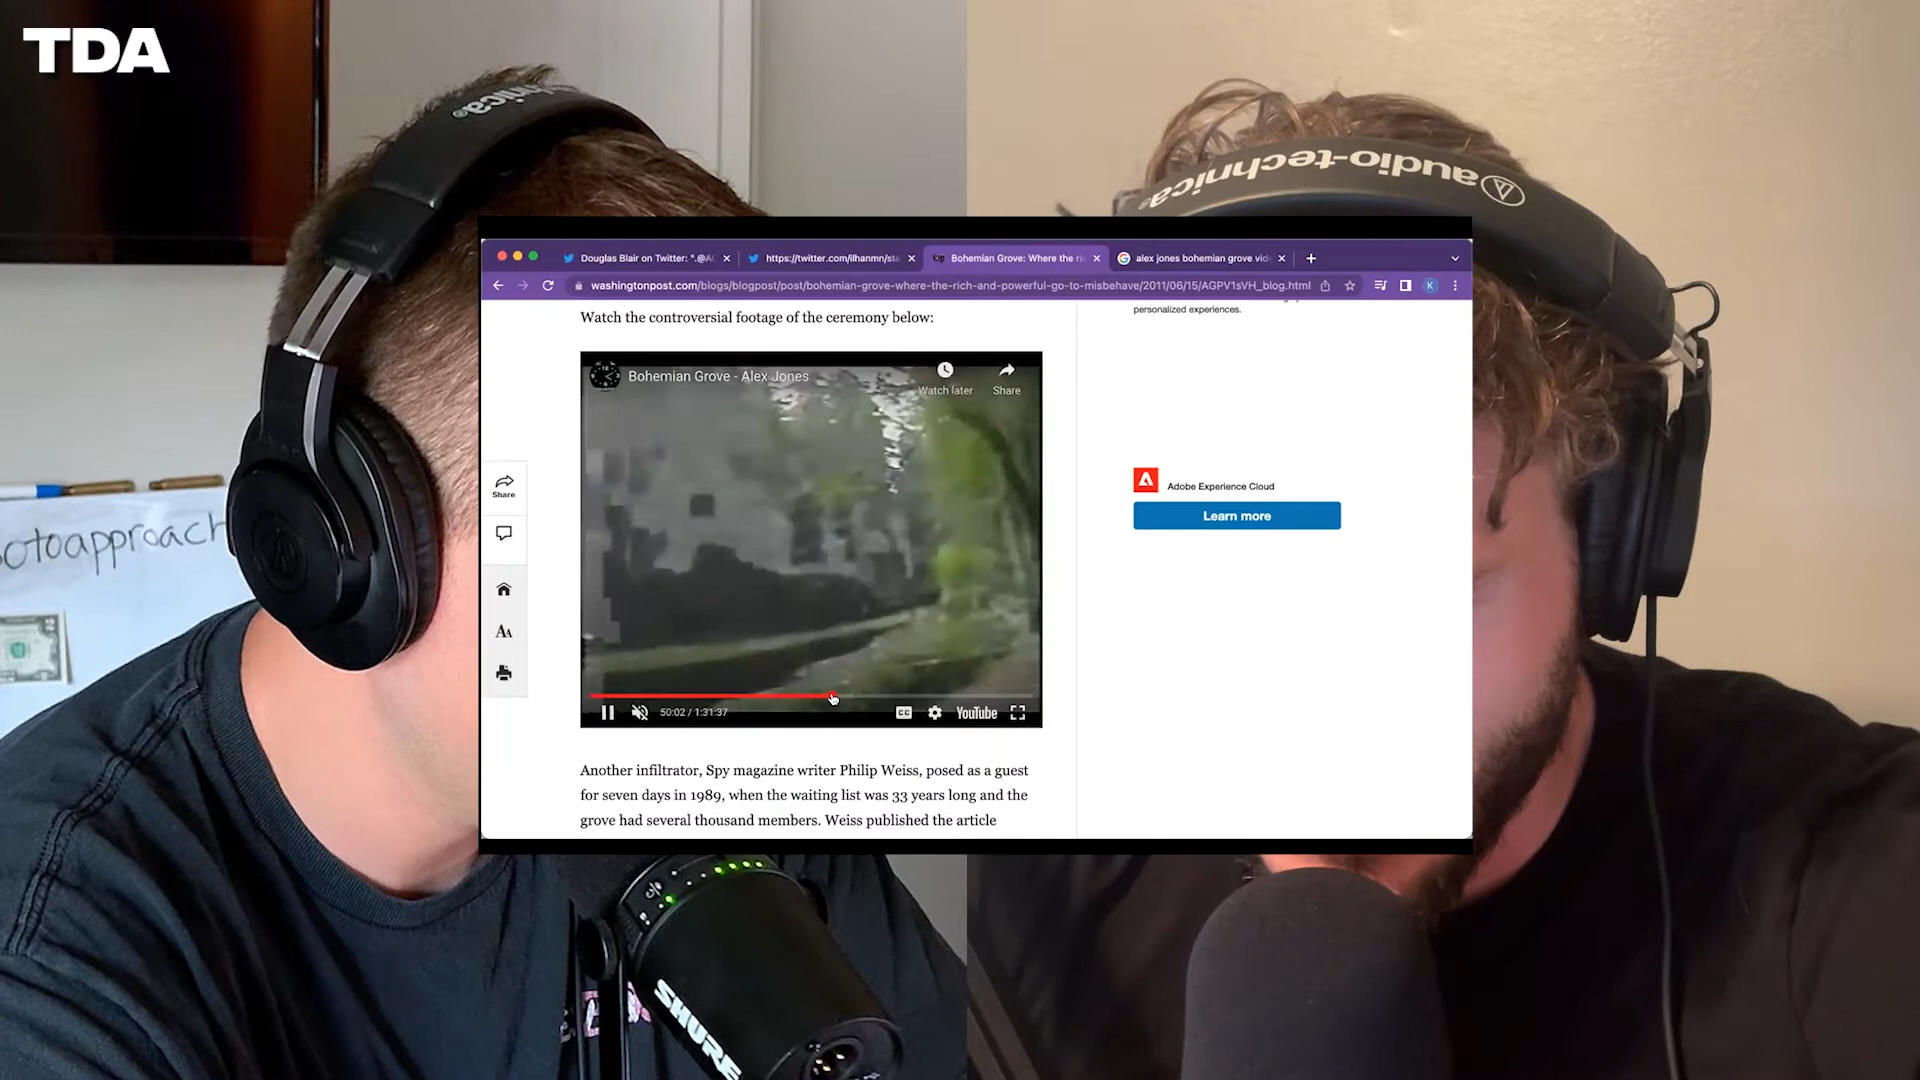 TDA
audio-technica
chnica
Douglas Blair on Twitter: ".@A
https://twitter.com/ilhanmn/sta
Bohemian Grove: Where the ri
alex jones bohemian grove vid
washingtonpost.com/blogs/blogpost/post/bohemian-grove-where-the-rich-and-powerful-go-to-misbehave/2011/06/15/AGPV1sVH_blog.html
K
Watch the controversial footage of the ceremony below:
personalized experiences.
Bohemian Grove - Alex Jones
Watch later
Share
Share
Adobe Experience Cloud
Learn more
otoapproach
AA
50:02 / 1:31:37
CC
YouTube
Another infiltrator, Spy magazine writer Philip Weiss, posed as a guest
for seven days in 1989, when the waiting list was 33 years long and the
grove had several thousand members. Weiss published the article
SHURE